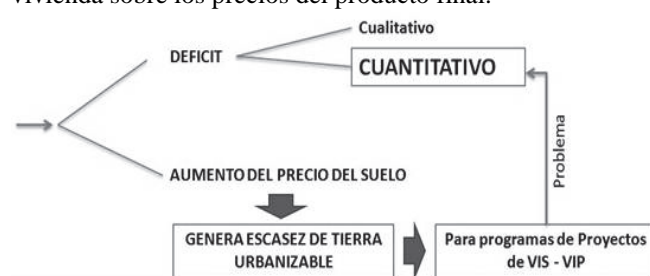 vivienda sobre los precios del producto final.
Cualitativo
DEFICIT
CUANTITATIVO
Problema
AUMENTO DEL PRECIO DEL SUELO
GENERA ESCASEZ DE TIERRA
URBANIZABLE
Para programas de Proyectos
de VIS - VIP